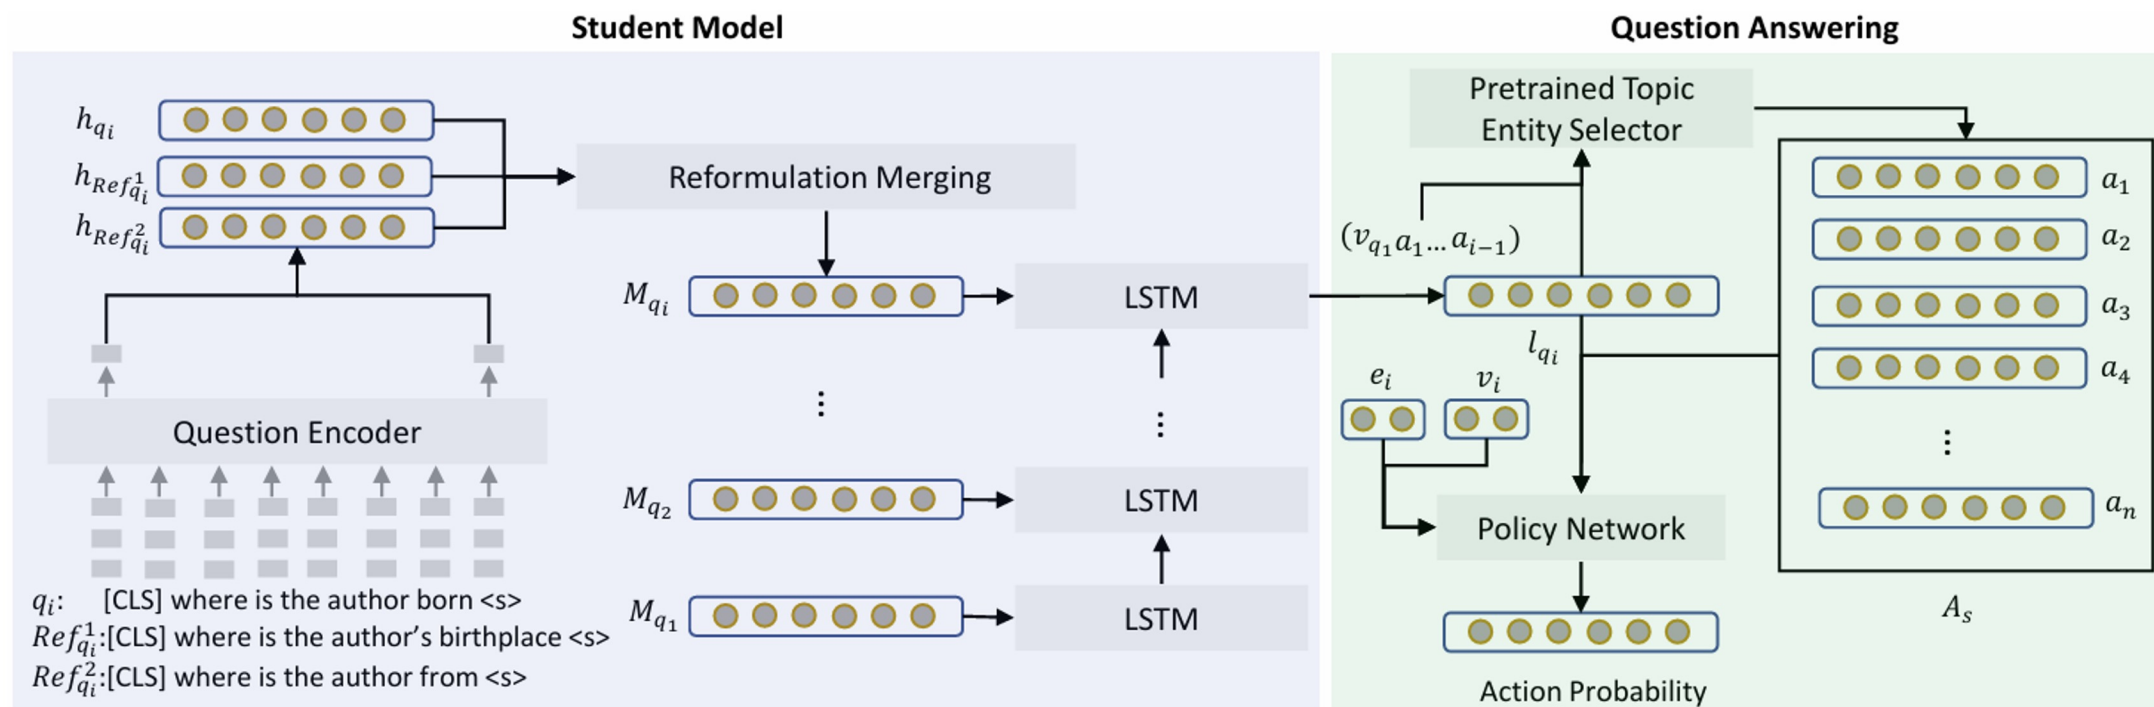 Student Model
h_{q_i}
h_{Ref^1_{q_i}}
h_{Ref^2_{q_i}}
Reformulation Merging
M_{q_i}
LSTM
⋮
⋮
Question Encoder
M_{q_2}
LSTM
M_{q_1}
LSTM
q_i: [CLS] where is the author born <s>
Ref^1_{q_i}:[CLS] where is the author's birthplace <s>
Ref^2_{q_i}:[CLS] where is the author from <s>
Question Answering
Pretrained Topic
Entity Selector
(v_{q_1} a_1… a_{i-1})
l_{q_i}
e_i
v_i
Policy Network
Action Probability
a_1
a_2
a_3
a_4
⋮
a_n
A_s